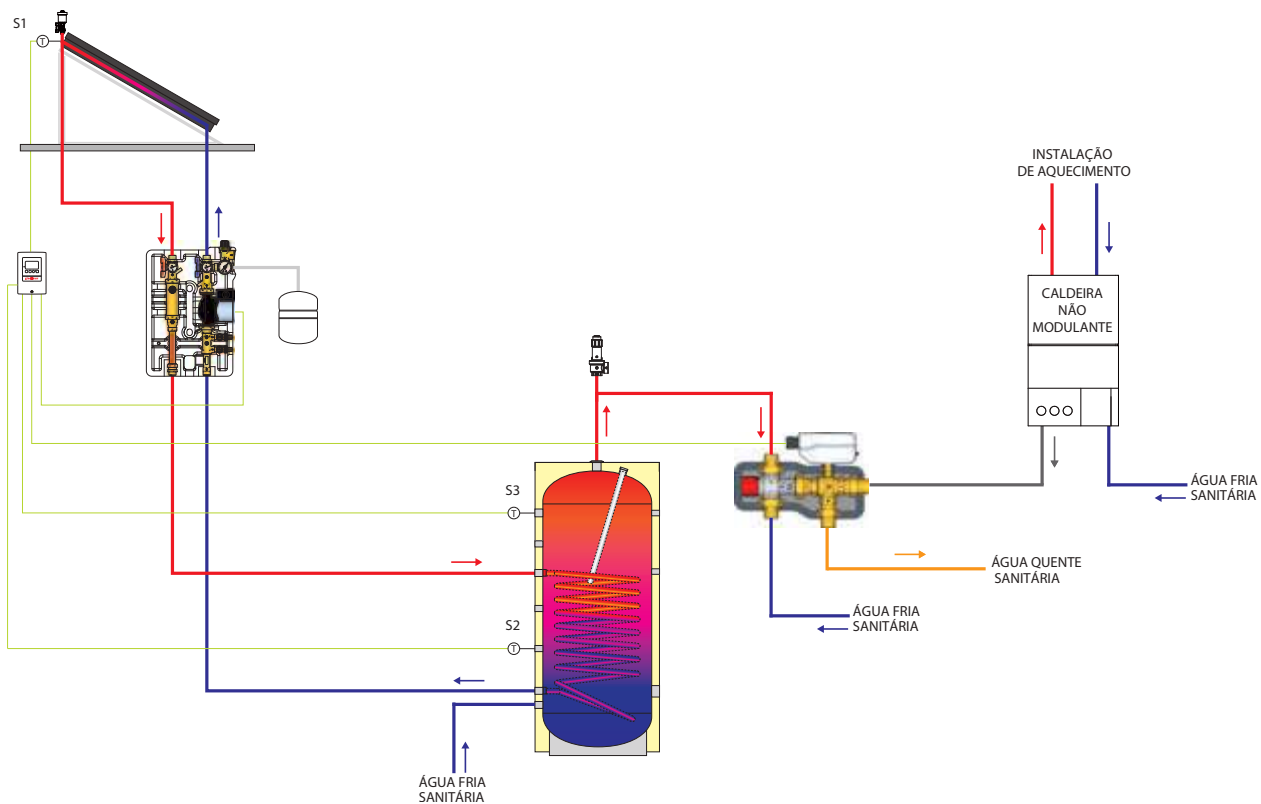 S1
T
INSTALAÇÃO
DE AQUECIMENTO
CALDEIRA
NÃO
MODULANTE
S3
T
ÁGUA FRIA
SANITÁRIA
ÁGUA QUENTE
SANITÁRIA
ÁGUA FRIA
SANITÁRIA
S2
T
ÁGUA FRIA
SANITÁRIA